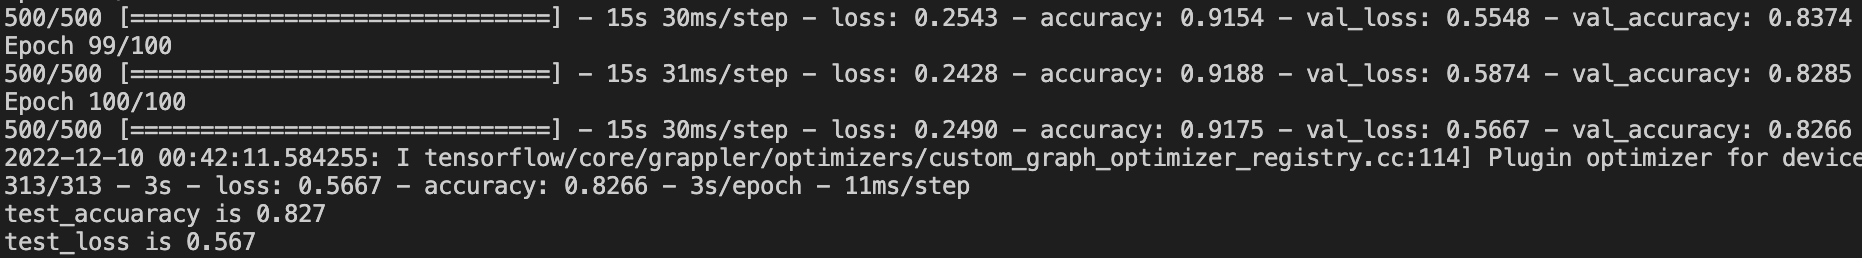 500/500 [==============================] - 15s 30ms/step - loss: 0.2543 - accuracy: 0.9154 - val_loss: 0.5548 - val_accuracy: 0.8374
Epoch 99/100
500/500 [==============================] - 15s 31ms/step - loss: 0.2428 - accuracy: 0.9188 - val_loss: 0.5874 - val_accuracy: 0.8285
Epoch 100/100
500/500 [==============================] - 15s 30ms/step - loss: 0.2490 - accuracy: 0.9175 - val_loss: 0.5667 - val_accuracy: 0.8266
2022-12-10 00:42:11.584255: I tensorflow/core/grappler/optimizers/custom_graph_optimizer_registry.cc:114] Plugin optimizer for device
313/313 - 3s - loss: 0.5667 - accuracy: 0.8266 - 3s/epoch - 11ms/step
test_accuaracy is 0.827
test_loss is 0.567